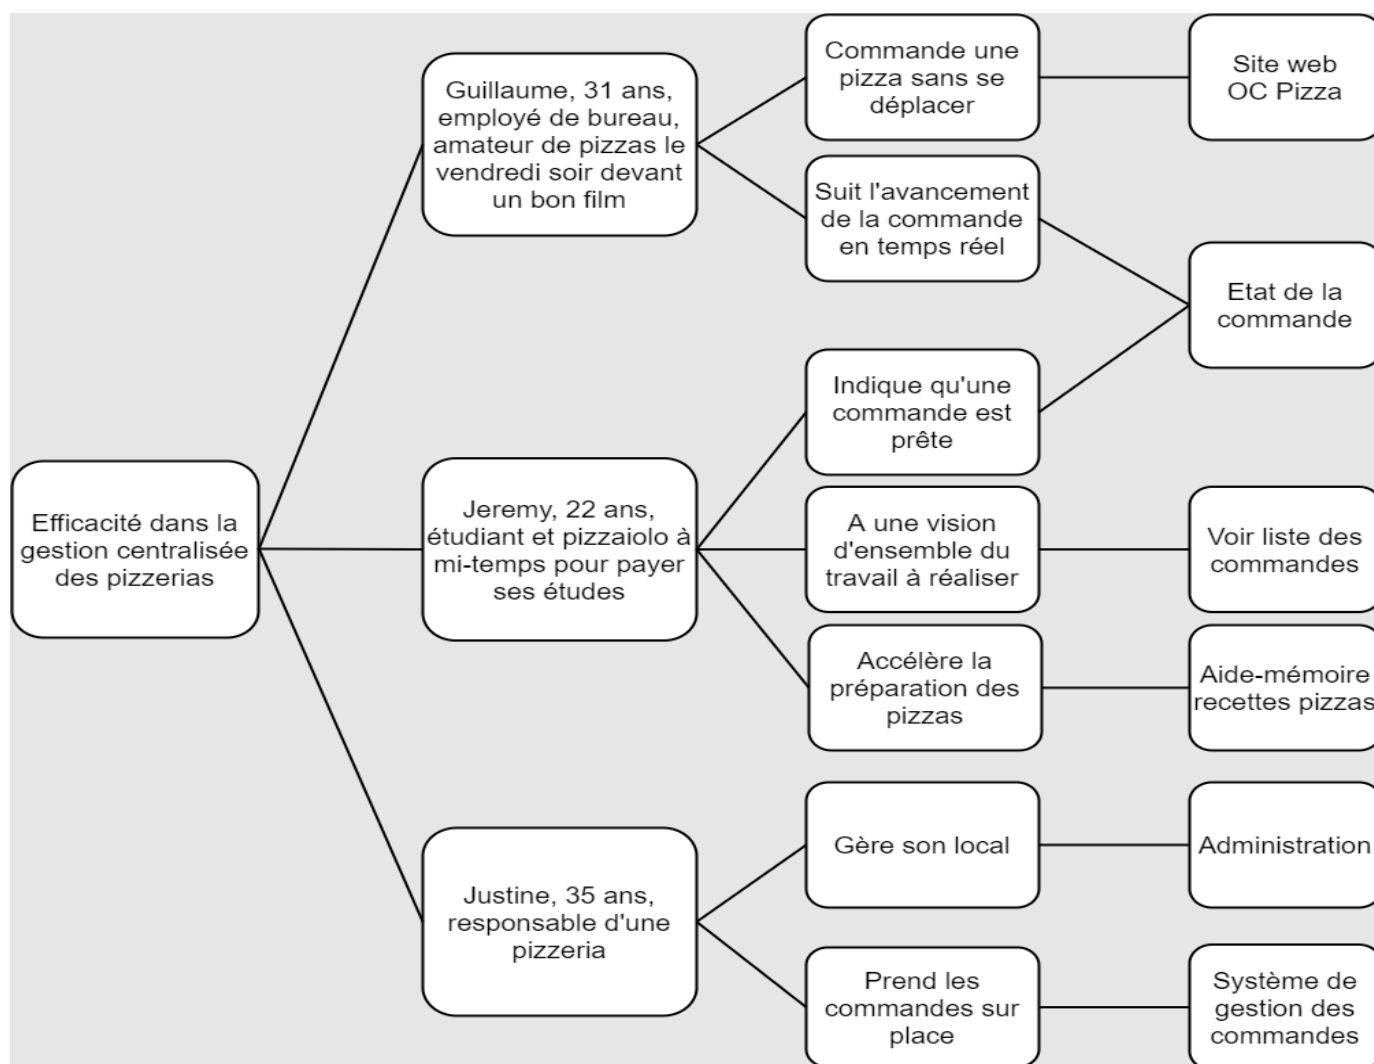 Efficacité dans la
gestion centralisée
des pizzerias
Guillaume, 31 ans,
employé de bureau,
amateur de pizzas le
vendredi soir devant
un bon film
Commande une
pizza sans se
déplacer
Site web
OC Pizza
Suit l'avancement
de la commande
en temps réel
Etat de la
commande
Jeremy, 22 ans,
étudiant et pizzaiolo à
mi-temps pour payer
ses études
Indique qu'une
commande est
prête
A une vision
d'ensemble du
travail à réaliser
Voir liste des
commandes
Accélère la
préparation des
pizzas
Aide-mémoire
recettes pizzas
Justine, 35 ans,
responsable d'une
pizzeria
Gère son local
Administration
Prend les
commandes sur
place
Système de
gestion des
commandes